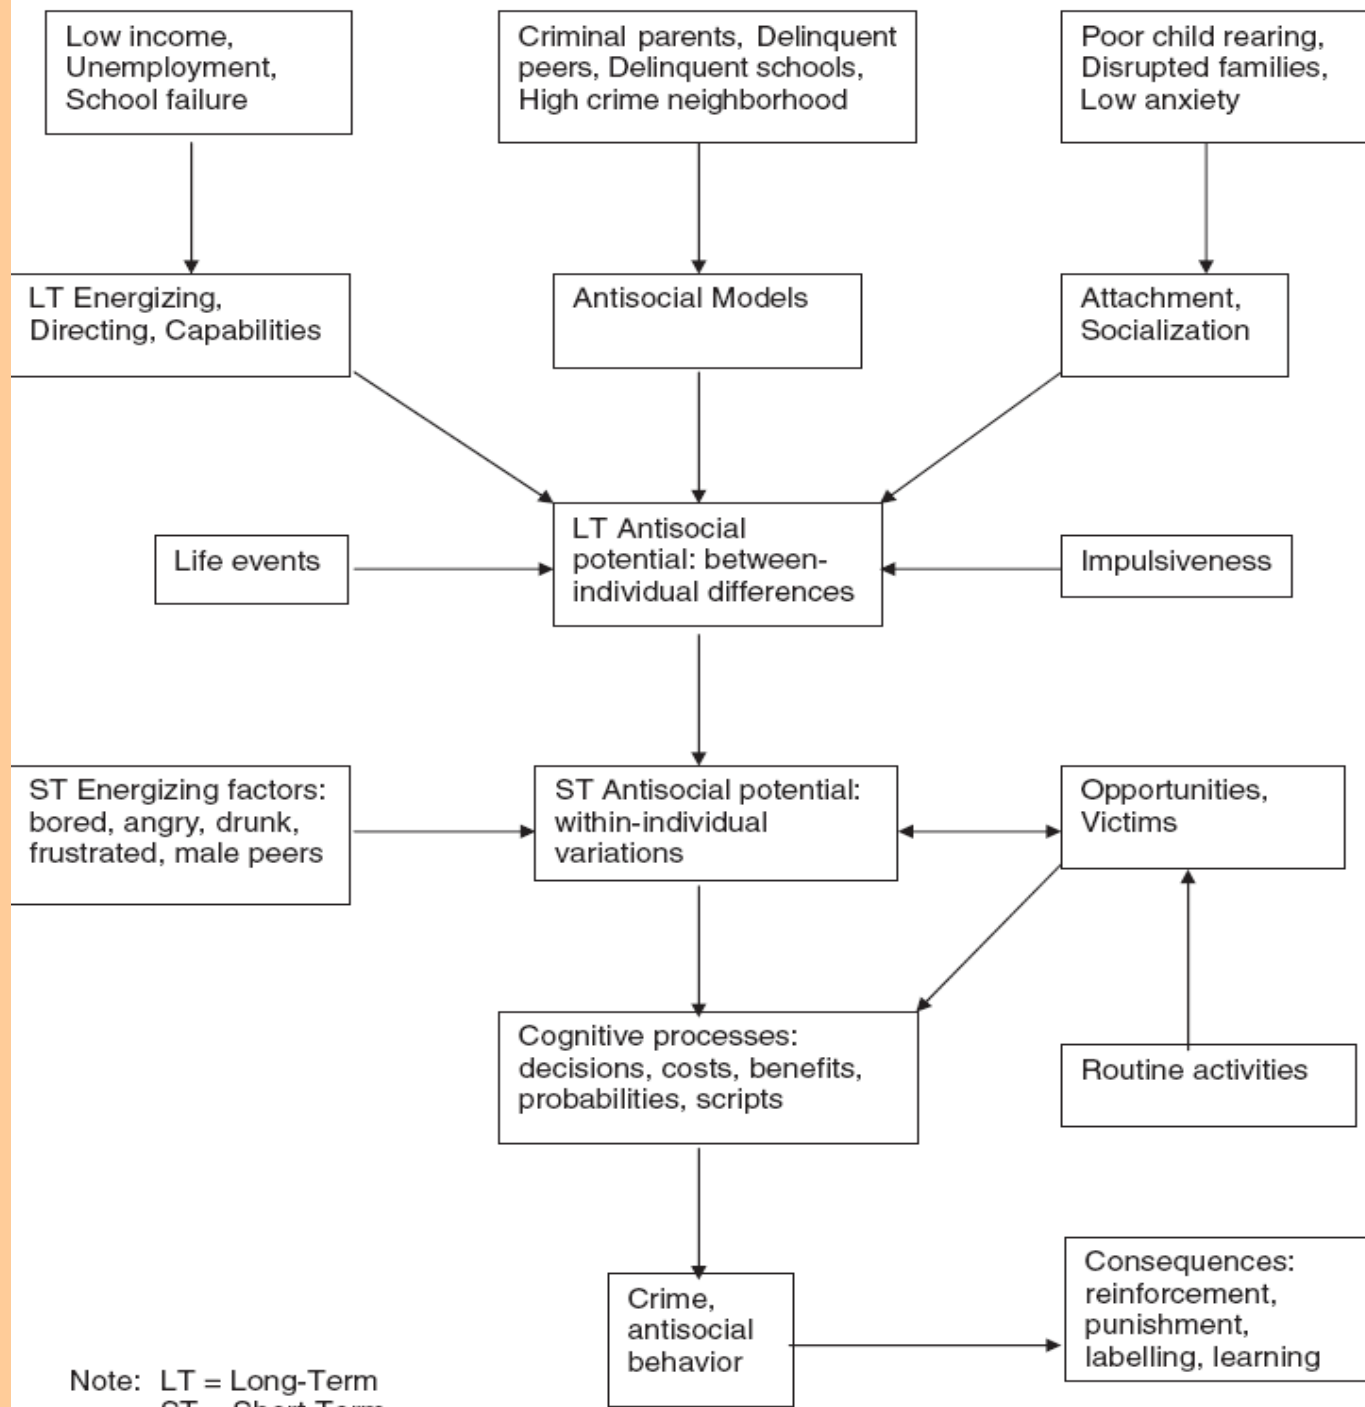 Low income,
Unemployment,
School failure
Criminal parents, Delinquent
peers, Delinquent schools,
High crime neighborhood
Poor child rearing,
Disrupted families,
Low anxiety
LT Energizing,
Directing, Capabilities
Antisocial Models
Attachment,
Socialization
LT Antisocial
potential: between-
individual differences
Life events
Impulsiveness
ST Energizing factors:
bored, angry, drunk,
frustrated, male peers
ST Antisocial potential:
within-individual
variations
Opportunities,
Victims
Cognitive processes:
decisions, costs, benefits,
probabilities, scripts
Routine activities
Crime,
antisocial
behavior
Consequences:
reinforcement,
punishment,
labelling, learning
Note: LT = Long-Term
ST = Short-Term